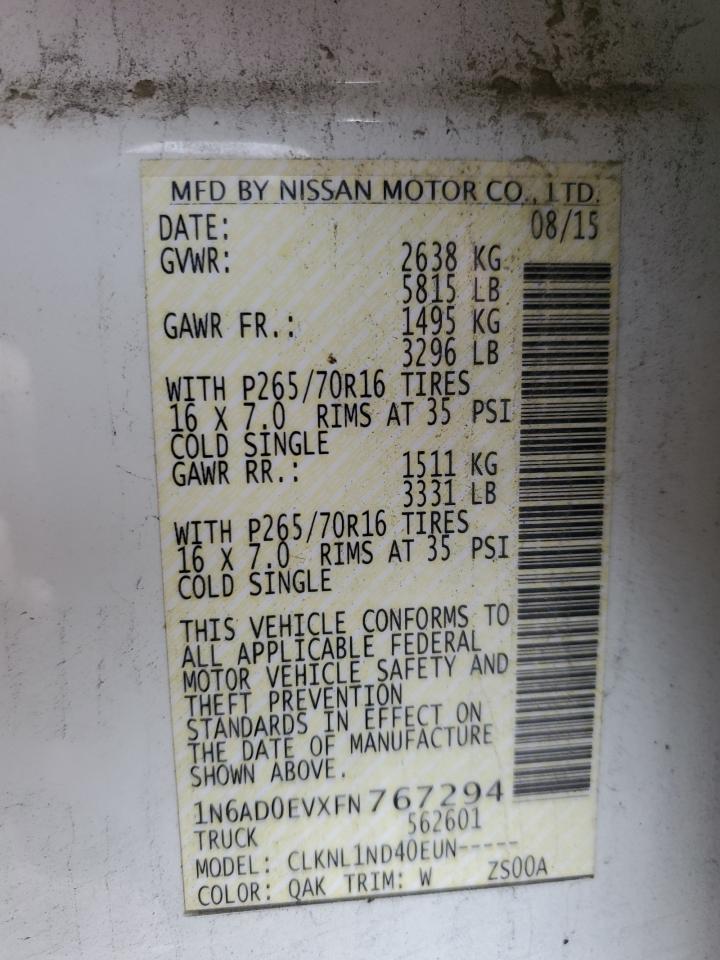 MFD BY NISSAN MOTOR CO., LTD.
DATE: 08/15
GVWR: 2638 KG
5815 LB
GAWR FR.: 1495 KG
3296 LB
WITH P265/70R16 TIRES
16 X 7.0 RIMS AT 35 PSI
COLD SINGLE
GAWR RR.: 1511 KG
3331 LB
WITH P265/70R16 TIRES
16 X 7.0 RIMS AT 35 PSI
COLD SINGLE
THIS VEHICLE CONFORMS TO
ALL APPLICABLE FEDERAL
MOTOR VEHICLE SAFETY AND
THEFT PREVENTION
STANDARDS IN EFFECT ON
THE DATE OF MANUFACTURE
SHOWN ABOVE.
1N6AD0EVXFN767294
TRUCK 562601
MODEL: CLKNL1ND40EUN-----
COLOR: QAK TRIM: W ZS00A